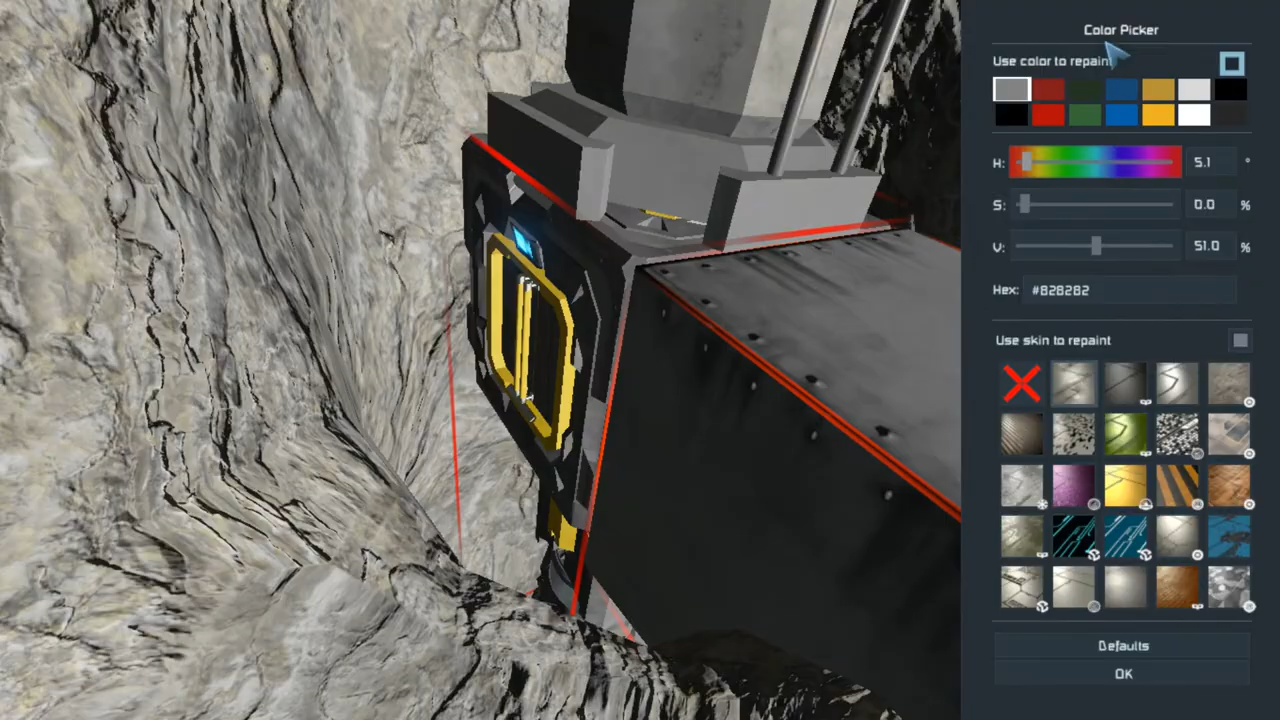 Color Picker
Use color to repaint
H: 5.1 °
S: 0.0 %
V: 51.0 %
Hex: #828282
Use skin to repaint
Defaults
OK